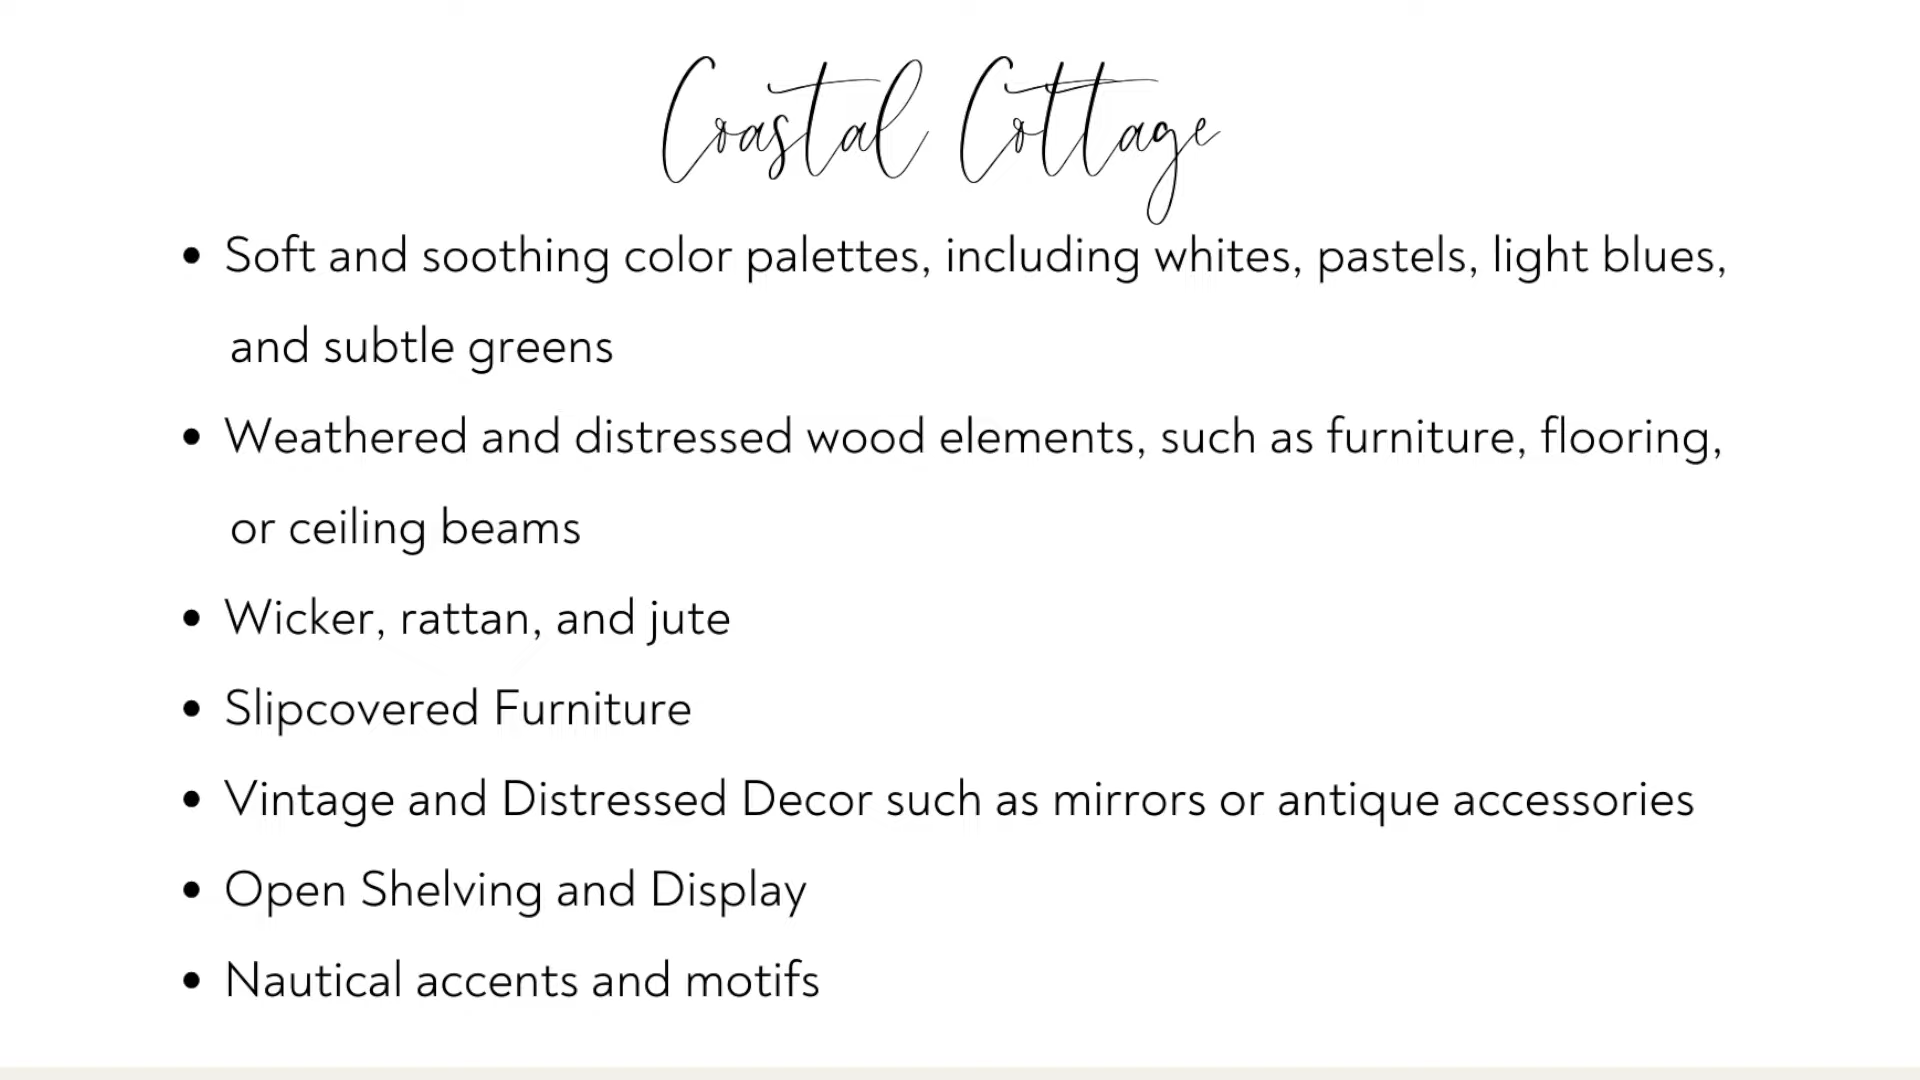 Coastal Cottage
• Soft and soothing color palettes, including whites, pastels, light blues,
and subtle greens
• Weathered and distressed wood elements, such as furniture, flooring,
or ceiling beams
• Wicker, rattan, and jute
• Slipcovered Furniture
• Vintage and Distressed Decor such as mirrors or antique accessories
• Open Shelving and Display
• Nautical accents and motifs